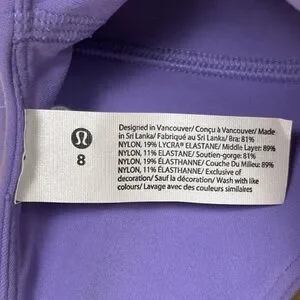 8
Designed in Vancouver/ Conçu à Vancouver/ Made
in Sri Lanka/ Fabriqué au Sri Lanka/ Bra: 81%
NYLON, 19% LYCRA® ELASTANE/ Middle Layer: 89%
NYLON, 11% ELASTANE/ Soutien-gorge: 81%
NYLON, 19% ÉLASTHANNE/ Couche Du Milieu: 89%
NYLON, 11% ÉLASTHANNE/ Exclusive of
decoration/ Sauf la décoration/ Wash with like
colours/ Lavage avec des couleurs similaires